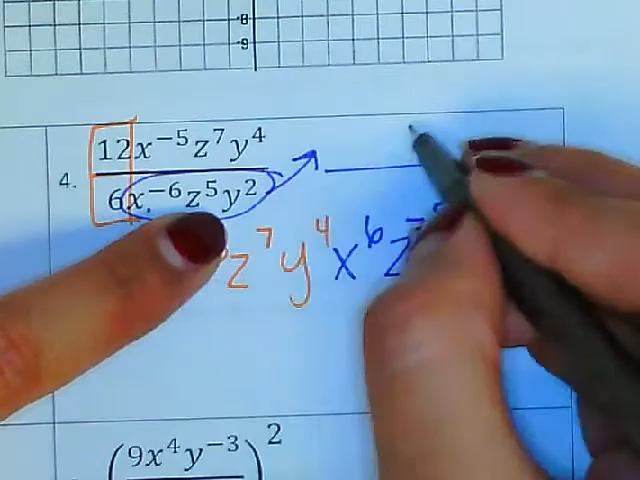 -8
-9
4. 12x⁻⁵z⁷y⁴
6x⁻⁶z⁵y²
z⁷y⁴x⁶z
(9x⁴y⁻³)²